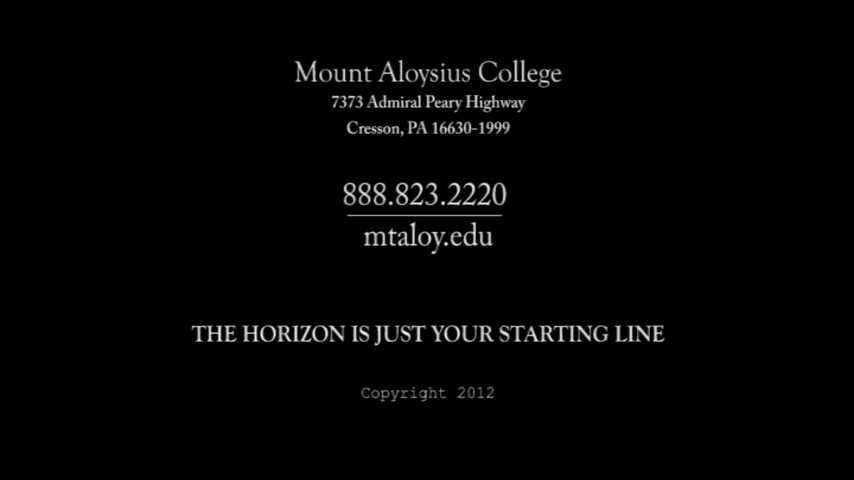 Mount Aloysius College
7373 Admiral Peary Highway
Cresson, PA 16630-1999
888.823.2220
mtaloy.edu
THE HORIZON IS JUST YOUR STARTING LINE
Copyright 2012